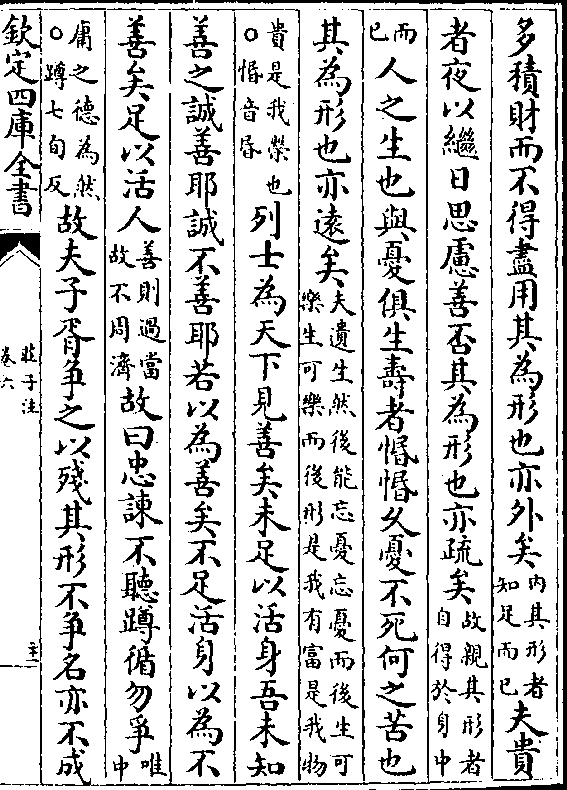 多積財而不得盡用其為形也亦外矣内其形者知足而已夫貴
者夜以繼日思慮善否其為形也亦疏矣故親其形者自得於身中
而已人之生也與憂俱生壽者惛惛久憂不死何之苦也
其為形也亦逺矣夫遺生然後能忘憂忘憂而後生可樂生可樂而後形是我有富是我物
貴是我榮也○惛音昏列士為天下見善矣未足以活身吾未知
善之誠善耶誠不善耶若以為善矣不足活身以為不
善矣足以活人善則過當故不周濟故曰忠諫不聽蹲循勿爭唯中
庸之德為然○蹲七旬反故夫子胥爭之以殘其形不爭名亦不成
欽定四庫全書
莊子注
卷六